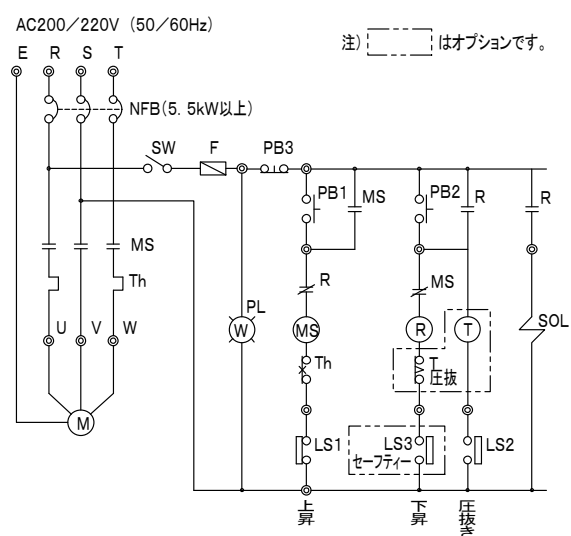 AC200/220V (50/60Hz)
注) はオプションです。
E R S T
NFB(5. 5kW以上)
SW F PB3
PB1 MS PB2 R R
MS
Th
R MS
U V W
PL
W MS R T SOL
Th T
圧抜
M
LS1 LS3 LS2
セーフティー
上昇 下昇 圧抜き